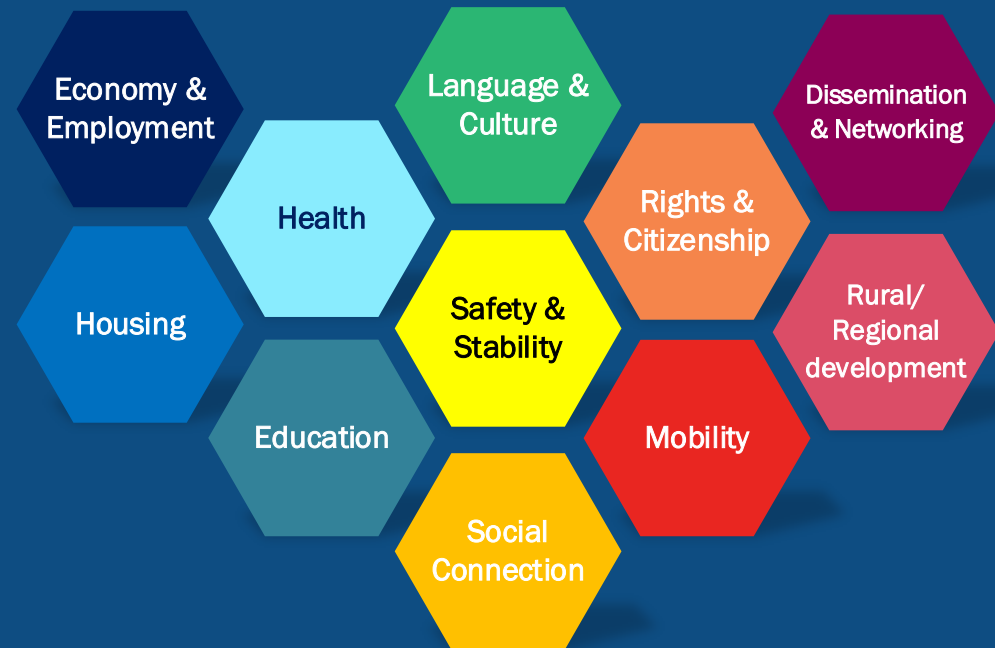 Economy &
Employment
Language &
Culture
Dissemination
& Networking
Health
Rights &
Citizenship
Housing
Safety &
Stability
Rural/
Regional
development
Education
Mobility
Social
Connection